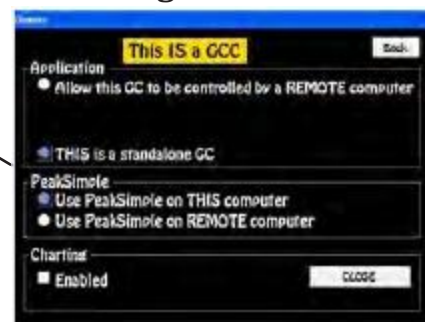 This IS a GCC
Back
Application
Allow this GC to be controlled by a REMOTE computer
THIS is a standalone GC
PeakSimple
Use PeakSimple on THIS computer
Use PeakSimple on REMOTE computer
Charting
Enabled
CLOSE